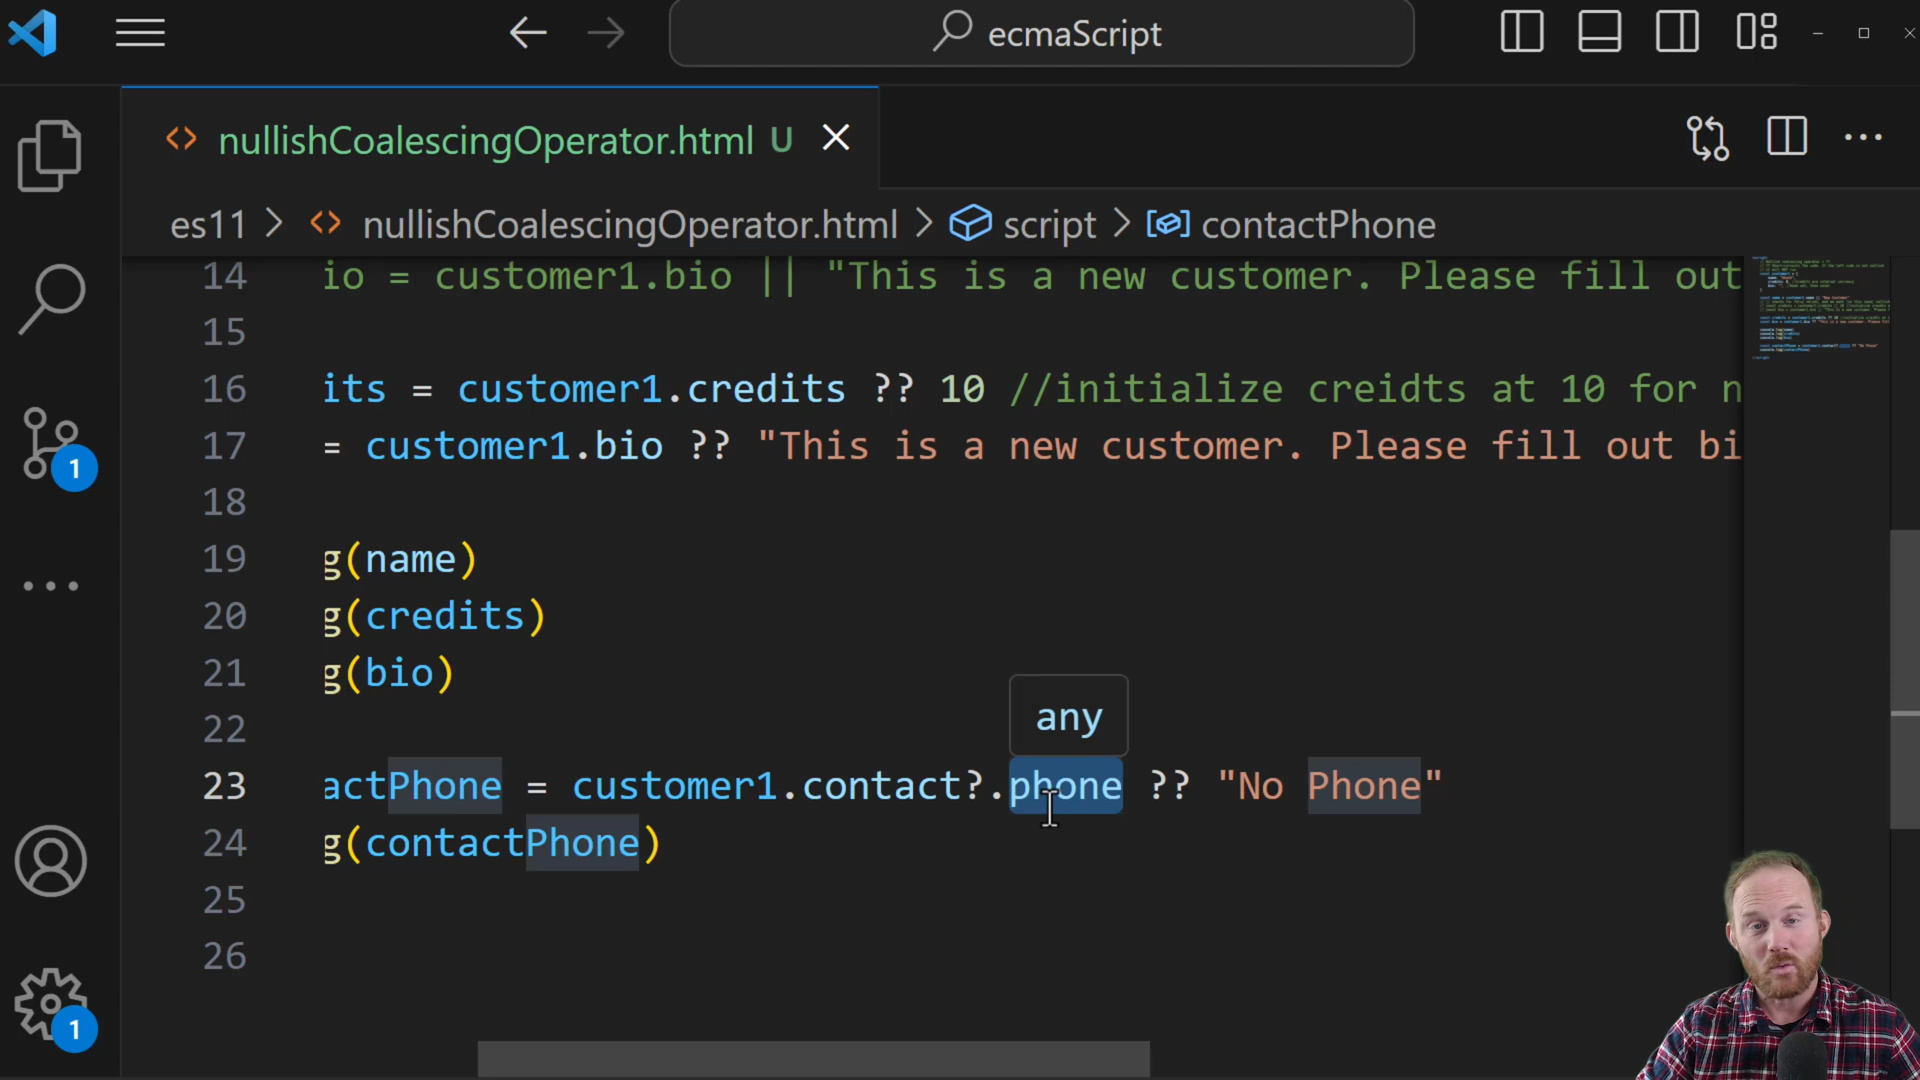 ecmaScript
nullishCoalescingOperator.html U
es11 nullishCoalescingOperator.html script contactPhone
14 io = customer1.bio || "This is a new customer. Please fill out
15
16 its = customer1.credits ?? 10 //initialize creidts at 10 for n
17 = customer1.bio ?? "This is a new customer. Please fill out bi
18
19 g(name)
20 g(credits)
21 g(bio)
22
any
23 actPhone = customer1.contact?.phone ?? "No Phone"
24 g(contactPhone)
25
26
1
1